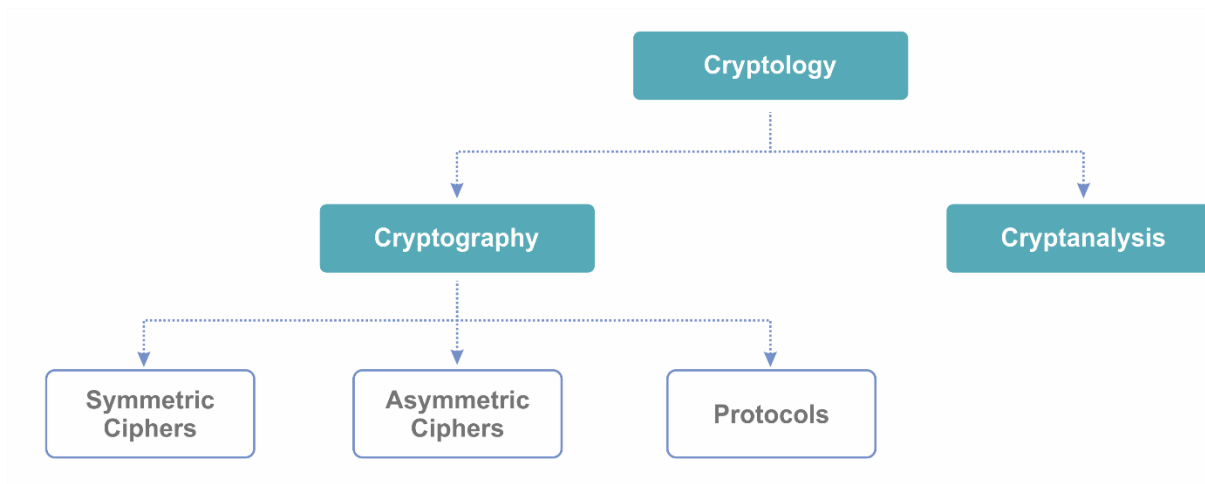 Cryptology
Cryptography
Cryptanalysis
Symmetric
Ciphers
Asymmetric
Ciphers
Protocols